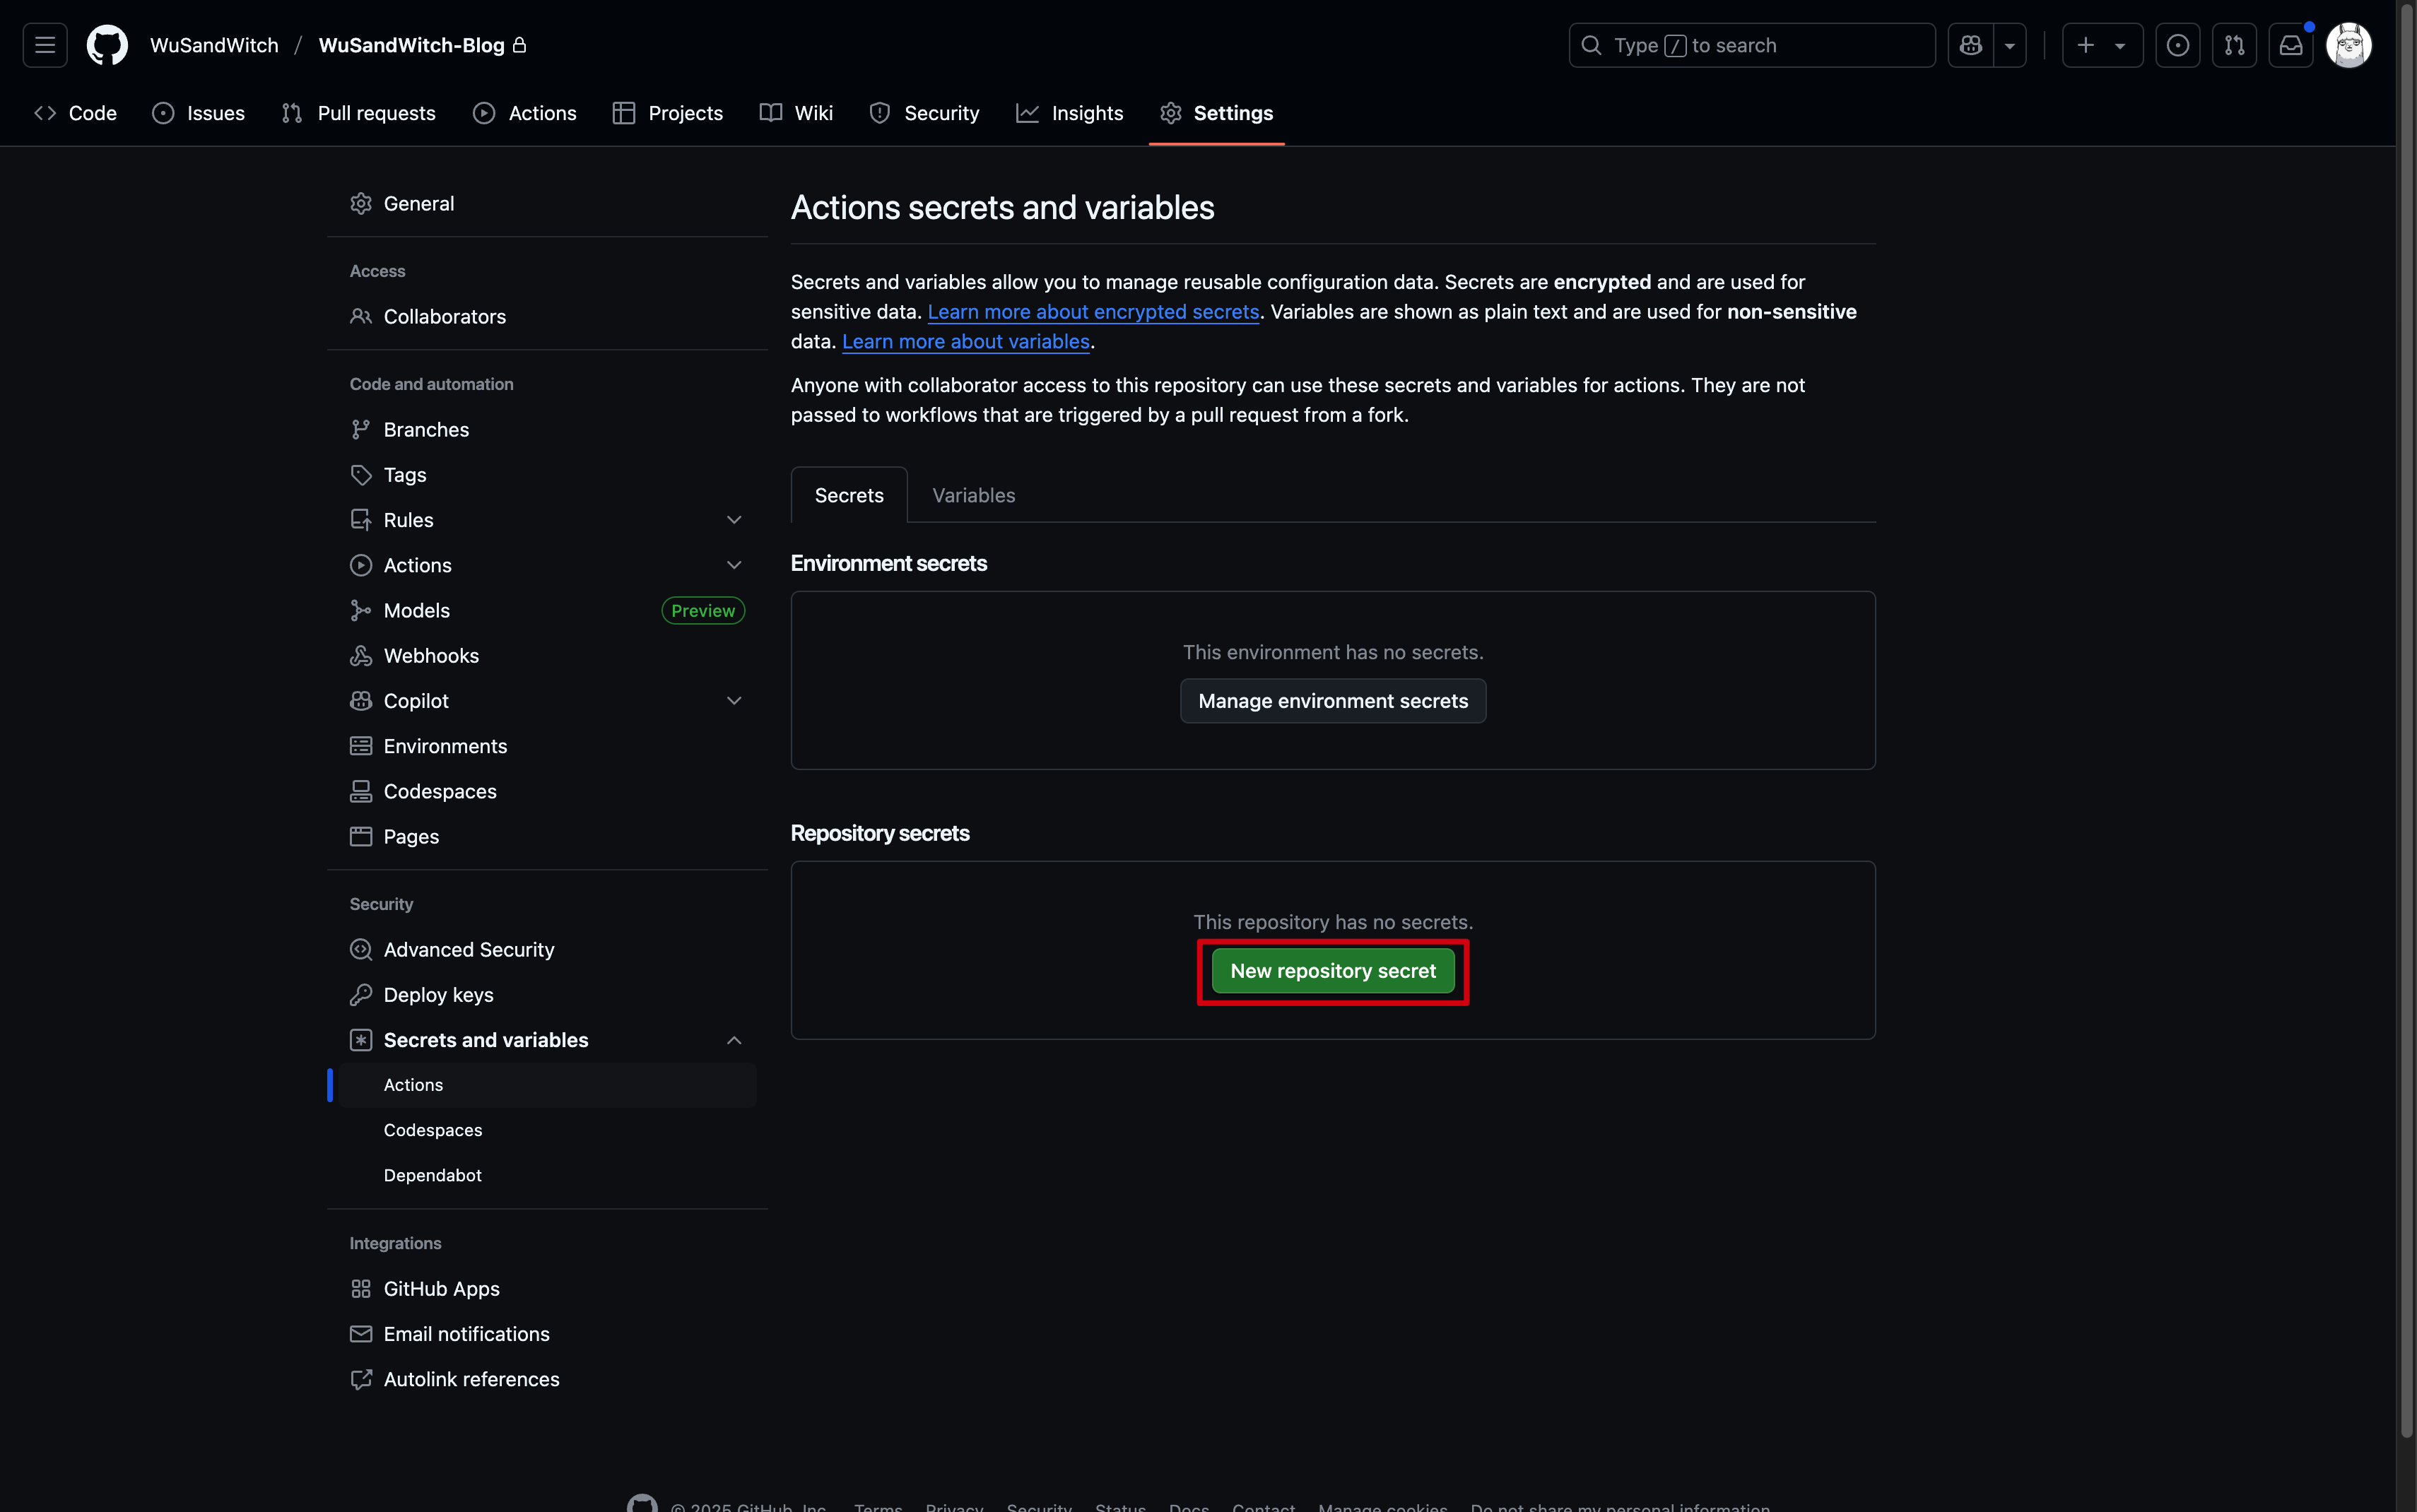 WuSandWitch / WuSandWitch-Blog
Type / to search
Code
Issues
Pull requests
Actions
Projects
Wiki
Security
Insights
Settings
General
Access
Collaborators
Code and automation
Branches
Tags
Rules
Actions
Models Preview
Webhooks
Copilot
Environments
Codespaces
Pages
Security
Advanced Security
Deploy keys
Secrets and variables
Actions
Codespaces
Dependabot
Integrations
GitHub Apps
Email notifications
Autolink references
Actions secrets and variables
Secrets and variables allow you to manage reusable configuration data. Secrets are encrypted and are used for
sensitive data. Learn more about encrypted secrets. Variables are shown as plain text and are used for non-sensitive
data. Learn more about variables.
Anyone with collaborator access to this repository can use these secrets and variables for actions. They are not
passed to workflows that are triggered by a pull request from a fork.
Secrets
Variables
Environment secrets
This environment has no secrets.
Manage environment secrets
Repository secrets
This repository has no secrets.
New repository secret
© 2025 GitHub, Inc. Terms Privacy Security Status Docs Contact Manage cookies Do not share my personal information